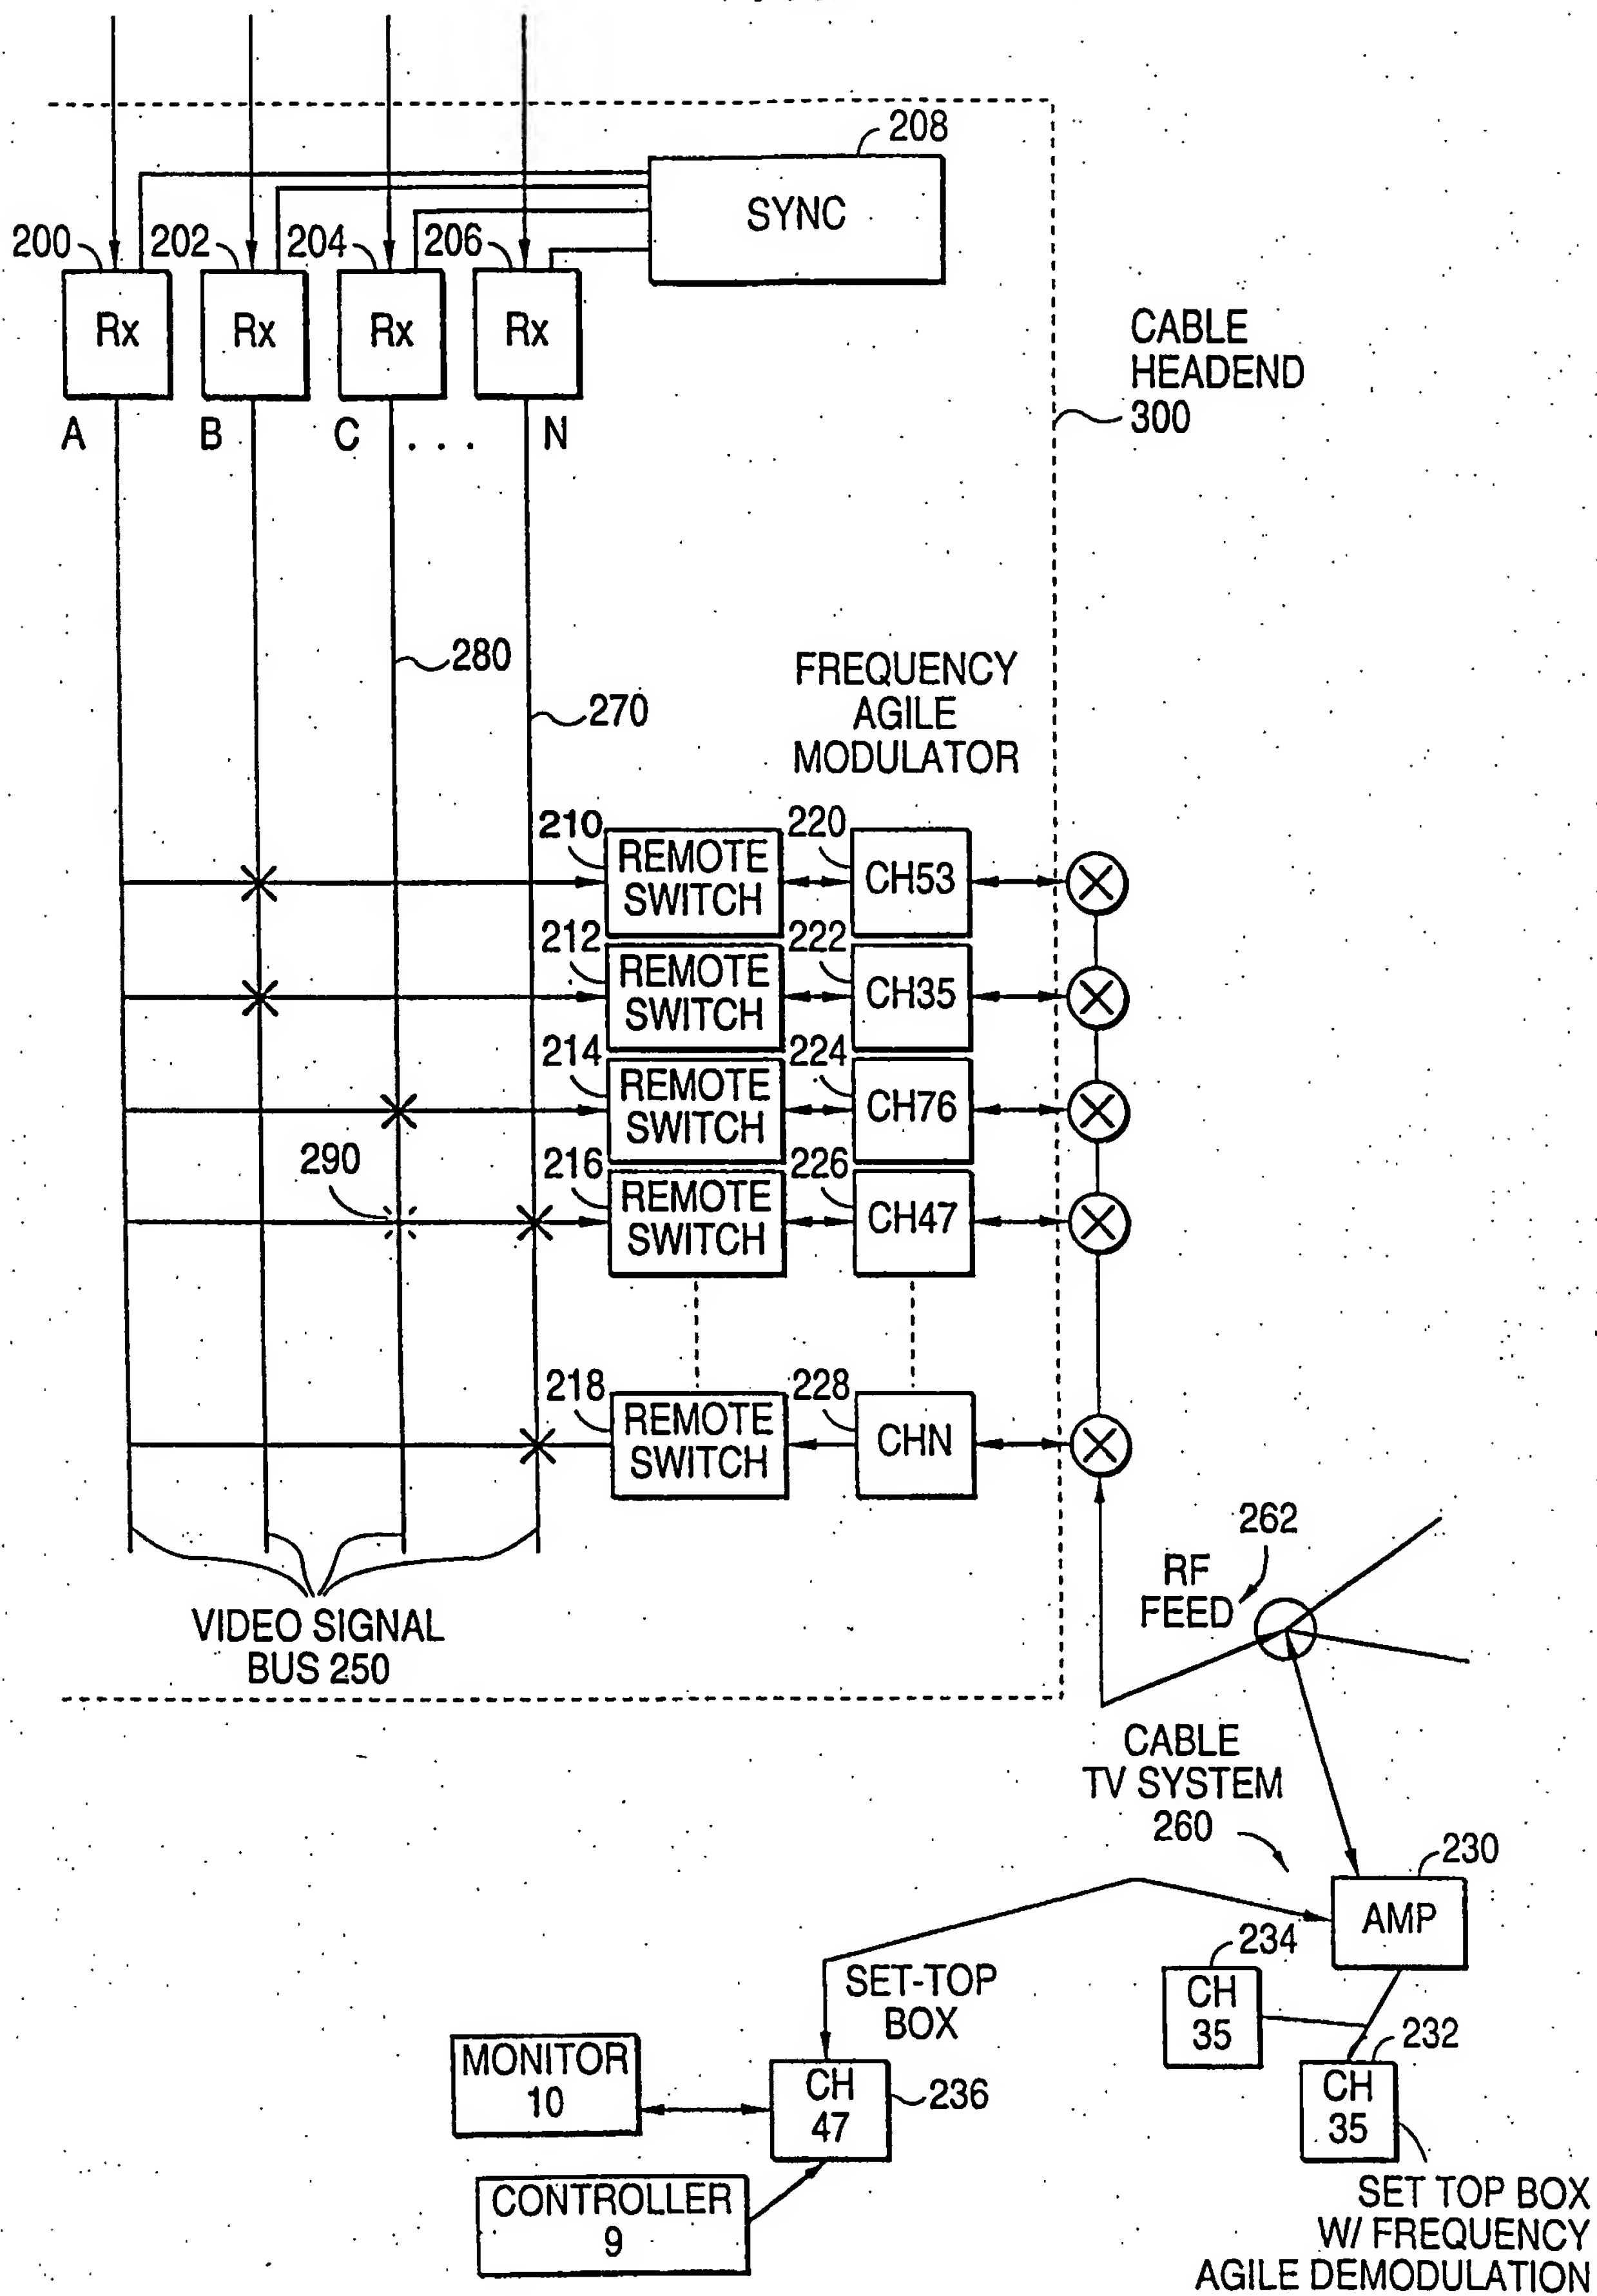 208
SYNC
200
202
204
206
Rx
Rx
Rx
Rx
A
B
C
. . .
N
CABLE
HEADEND
300
280
270
FREQUENCY
AGILE
MODULATOR
210
REMOTE
SWITCH
220
CH53
212
REMOTE
SWITCH
222
CH35
214
REMOTE
SWITCH
224
CH76
290
216
REMOTE
SWITCH
226
CH47
218
REMOTE
SWITCH
228
CHN
VIDEO SIGNAL
BUS 250
262
RF
FEED
CABLE
TV SYSTEM
260
230
AMP
234
CH
35
232
CH
35
SET-TOP
BOX
MONITOR
10
CH
47
236
CONTROLLER
9
SET TOP BOX
W/ FREQUENCY
AGILE DEMODULATION